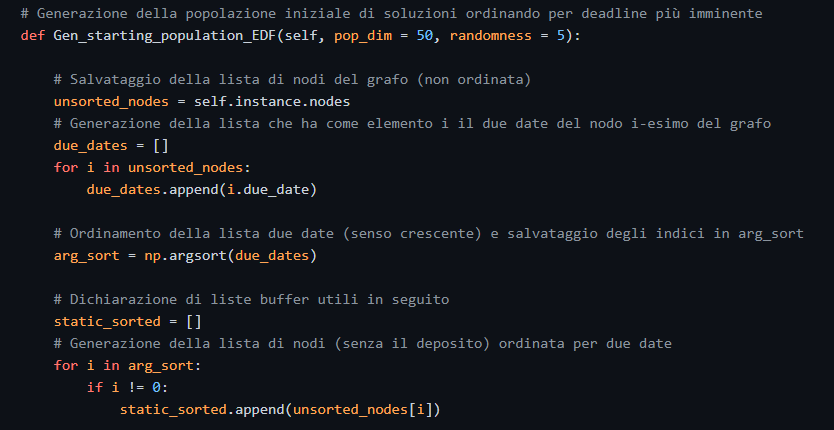 # Generazione della popolazione iniziale di soluzioni ordinando per deadline più imminente
def Gen_starting_population_EDF(self, pop_dim = 50, randomness = 5):
    # Salvataggio della lista di nodi del grafo (non ordinata)
    unsorted_nodes = self.instance.nodes
    # Generazione della lista che ha come elemento i il due date del nodo i-esimo del grafo
    due_dates = []
    for i in unsorted_nodes:
        due_dates.append(i.due_date)
    # Ordinamento della lista due date (senso crescente) e salvataggio degli indici in arg_sort
    arg_sort = np.argsort(due_dates)
    # Dichiarazione di liste buffer utili in seguito
    static_sorted = []
    # Generazione della lista di nodi (senza il deposito) ordinata per due date
    for i in arg_sort:
        if i != 0:
            static_sorted.append(unsorted_nodes[i])